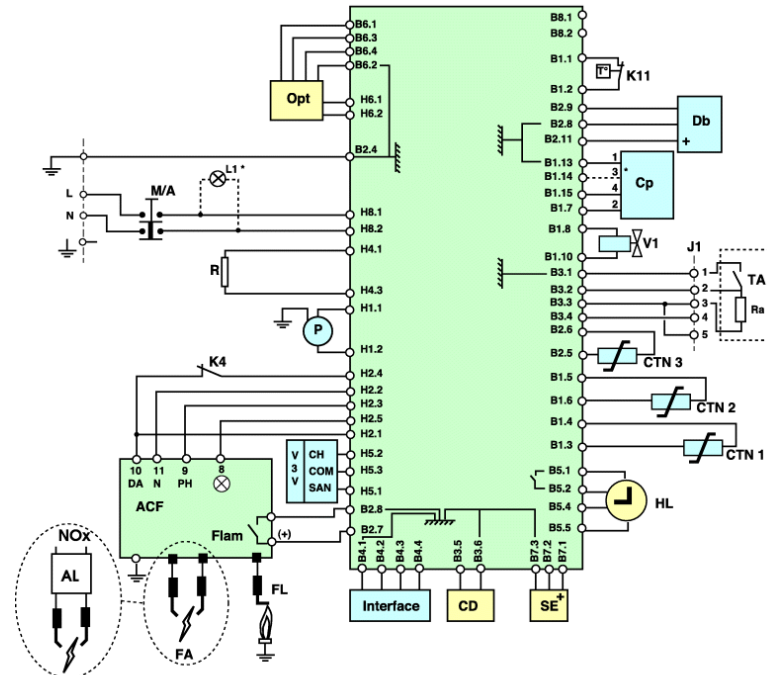 B6.1
B6.3
B6.4
B6.2
Opt
H6.1
H6.2
B2.4
L1 *
M/A
L
N
H8.1
H8.2
H4.1
R
H4.3
H1.1
P
H1.2
K4
H2.4
H2.2
H2.3
H2.5
H2.1
10 11 9 8
DA N PH
ACF
Flam
(+)
V3V
CH
COM
SAN
H5.2
H5.3
H5.1
B2.8
B2.7
NOx
AL
FA
FL
B4.1 B4.2 B4.3 B4.4 B3.5 B3.6 B7.3 B7.2 B7.1
Interface
CD
SE +
B8.1
B8.2
B1.1
T°
K11
B1.2
B2.9
B2.8
Db
B2.11
+
B1.13 1
B1.14 3 *
Cp
B1.15 4
B1.7 2
B1.8
V1
B1.10
J1
B3.1 1
TA
B3.2 2
B3.3 3
Ra
B3.4 4
B2.6 5
B2.5
CTN 3
B1.5
B1.6
CTN 2
B1.4
B1.3
CTN 1
B5.1
B5.2
HL
B5.4
B5.5